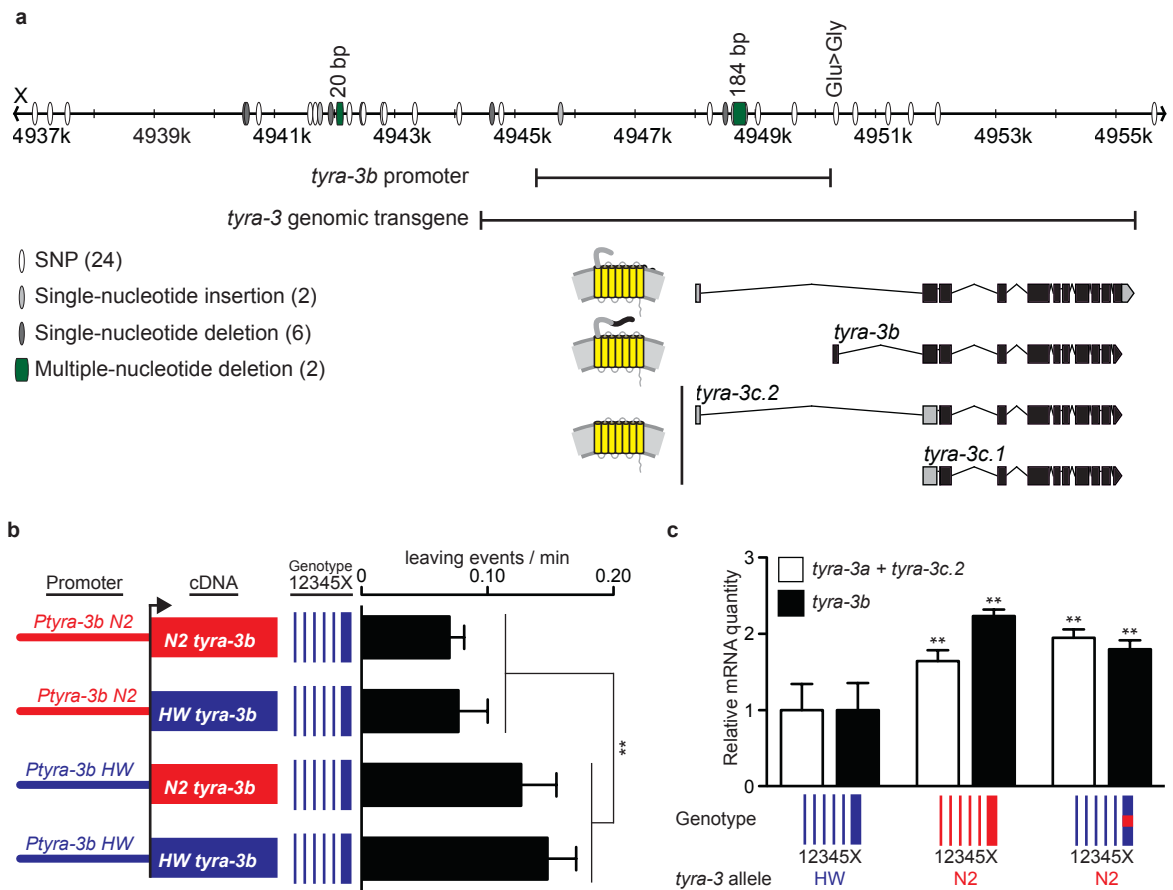 a
20 bp
184 bp
Glu>Gly
X
4937k 4939k 4941k 4943k 4945k 4947k 4949k 4951k 4953k 4955k
tyra-3b promoter
tyra-3 genomic transgene
SNP (24)
Single-nucleotide insertion (2)
Single-nucleotide deletion (6)
Multiple-nucleotide deletion (2)
tyra-3b
tyra-3c.2
tyra-3c.1
b
leaving events / min
Promoter cDNA Genotype
12345X
0 0.10 0.20
Ptyra-3b N2 N2 tyra-3b
Ptyra-3b N2 HW tyra-3b
Ptyra-3b HW N2 tyra-3b
Ptyra-3b HW HW tyra-3b
**
c
Relative mRNA quantity
3
2
1
0
tyra-3a + tyra-3c.2
tyra-3b
** ** ** **
Genotype
12345X 12345X 12345X
tyra-3 allele HW N2 N2